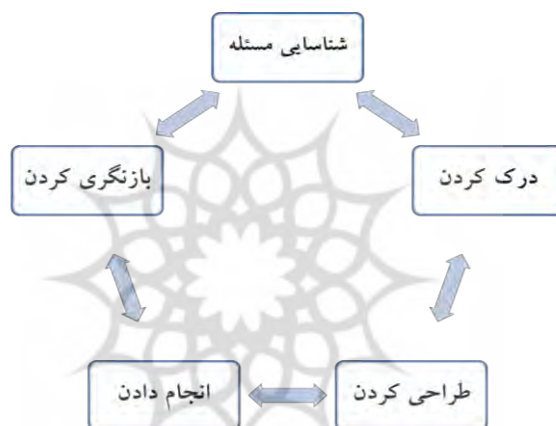 شناسایی مسئله
درک کردن
طراحی کردن
انجام دادن
بازنگری کردن